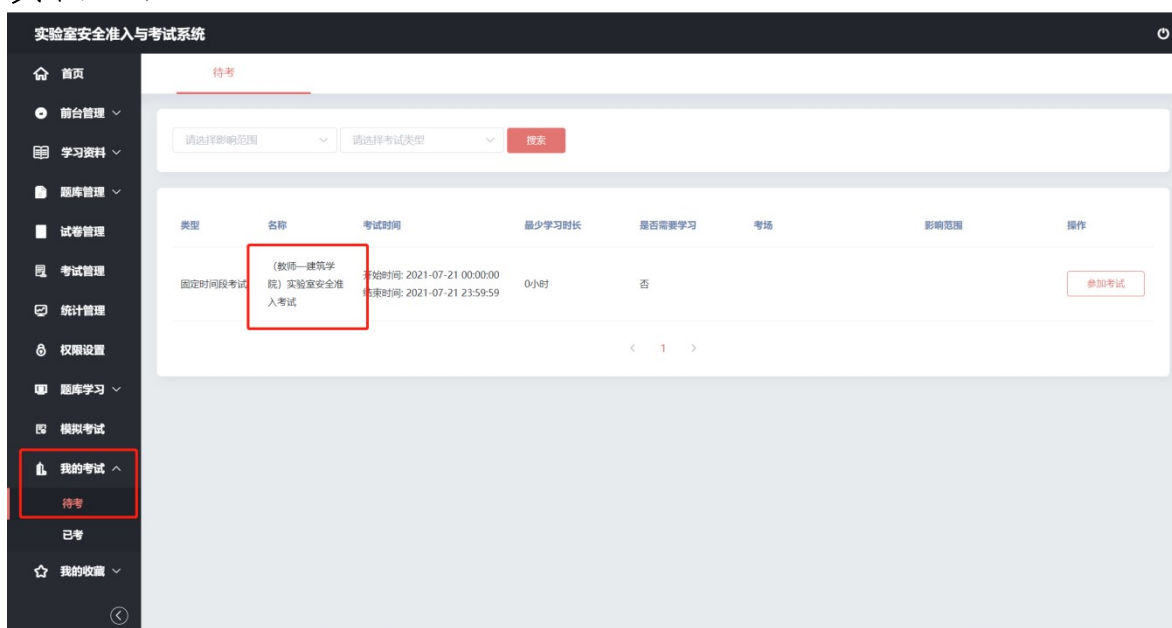 实验室安全准入与考试系统
首页
前台管理
学习资料
题库管理
试卷管理
考试管理
统计管理
权限设置
题库学习
模拟考试
我的考试
待考
已考
我的收藏
待考
请选择影响范围 请选择考试类型 搜索
类型 名称 考试时间 最少学习时长 是否需要学习 考场 影响范围 操作
固定时间段考试
（教师—建筑学
院）实验室安全准
入考试
开始时间: 2021-07-21 00:00:00
结束时间: 2021-07-21 23:59:59
0小时
否
参加考试
1